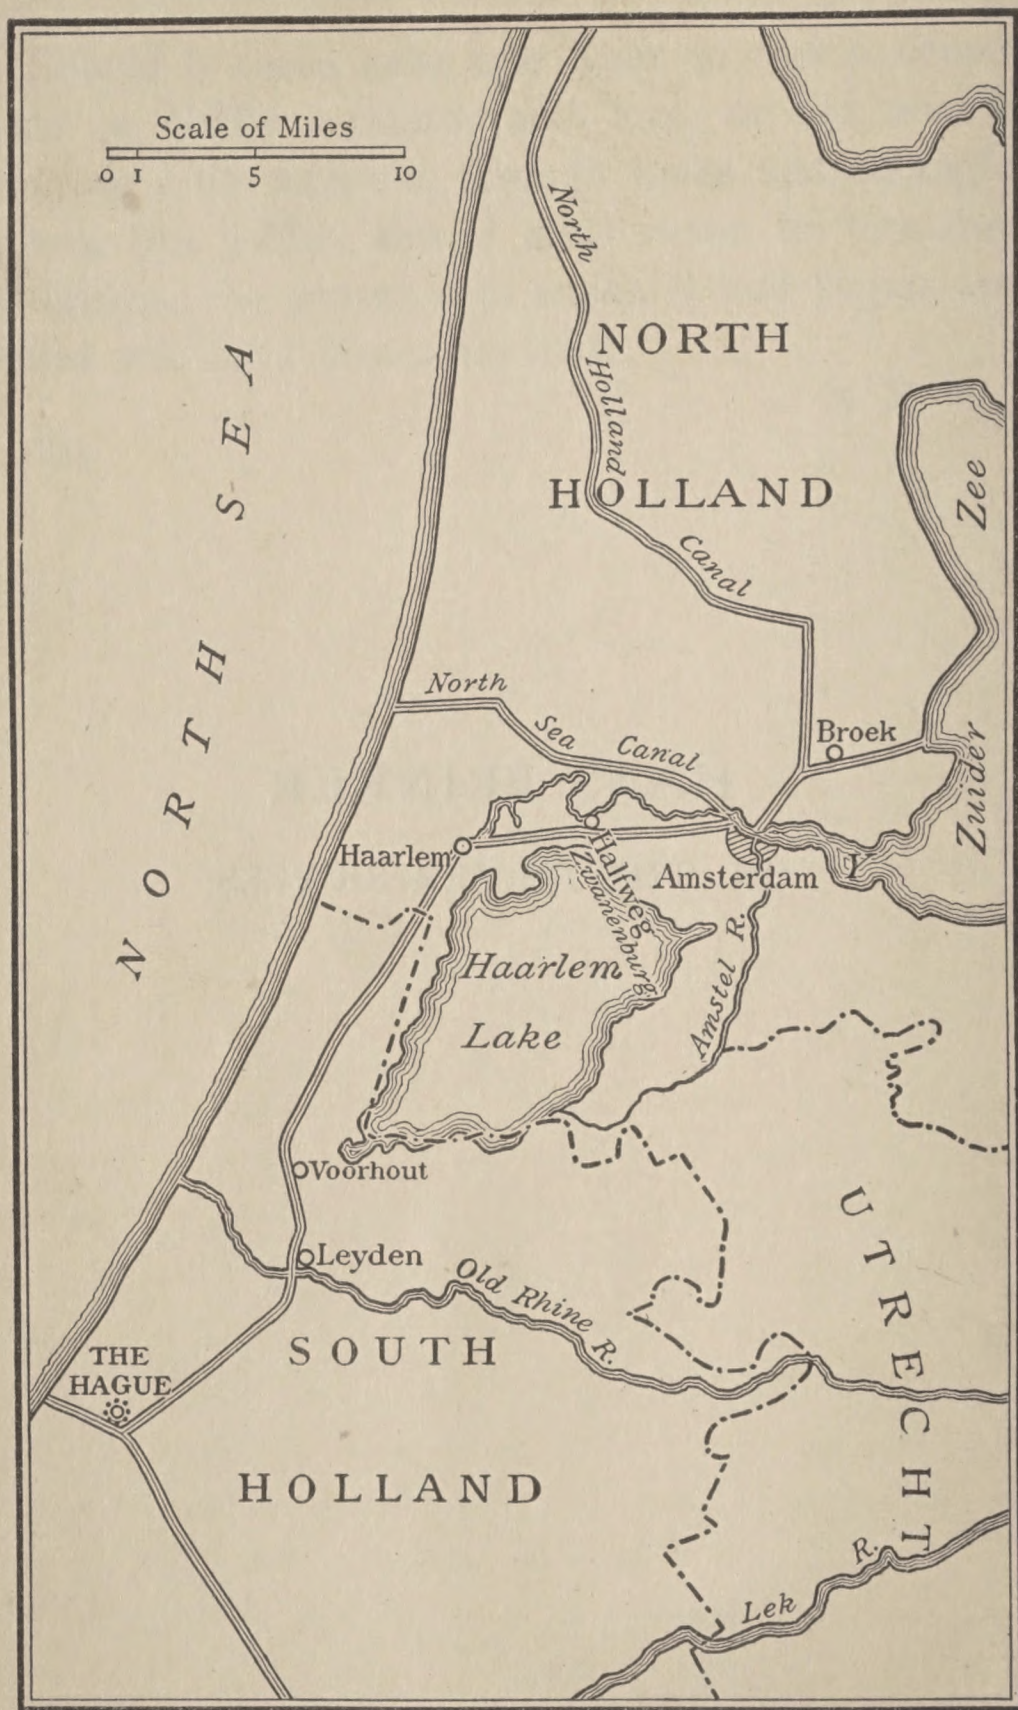 Scale of Miles
0 1 5 10
NORTH SEA
North Holland Canal
NORTH
HOLLAND
Zuider Zee
North Sea Canal
Broek
Haarlem
Halfweg
Zwanenburg
Amsterdam
Y
Haarlem
Lake
Amstel R.
Voorhout
Leyden
Old Rhine R.
UTRECHT
THE
HAGUE
SOUTH
HOLLAND
Lek R.